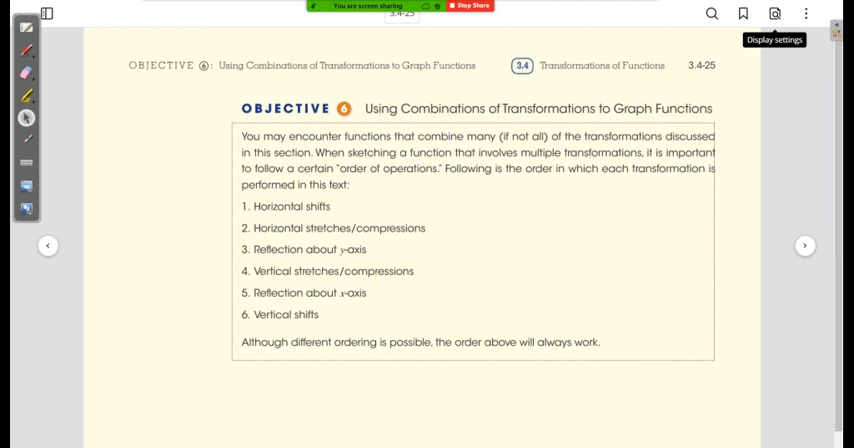 You are screen sharing
Stop Share
3.4-25
Display settings
OBJECTIVE 6: Using Combinations of Transformations to Graph Functions 3.4 Transformations of Functions 3.4-25
OBJECTIVE 6 Using Combinations of Transformations to Graph Functions
You may encounter functions that combine many (if not all) of the transformations discussed
in this section. When sketching a function that involves multiple transformations, it is important
to follow a certain "order of operations." Following is the order in which each transformation is
performed in this text:
1. Horizontal shifts
2. Horizontal stretches/compressions
3. Reflection about y-axis
4. Vertical stretches/compressions
5. Reflection about x-axis
6. Vertical shifts
Although different ordering is possible, the order above will always work.